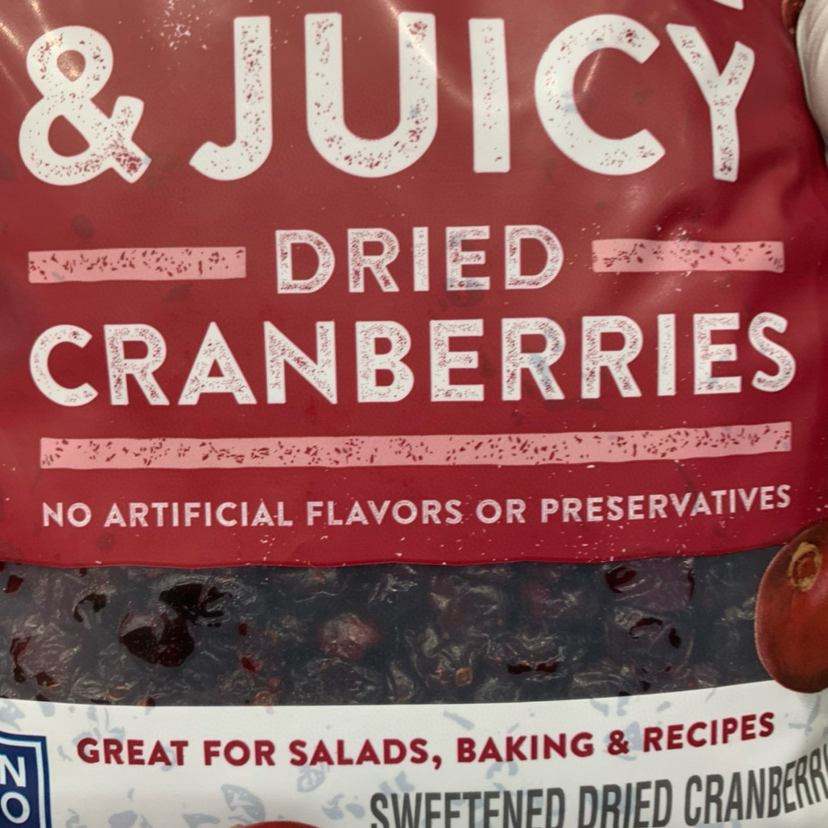 & JUICY
DRIED
CRANBERRIES
NO ARTIFICIAL FLAVORS OR PRESERVATIVES
GREAT FOR SALADS, BAKING & RECIPES
SWEETENED DRIED